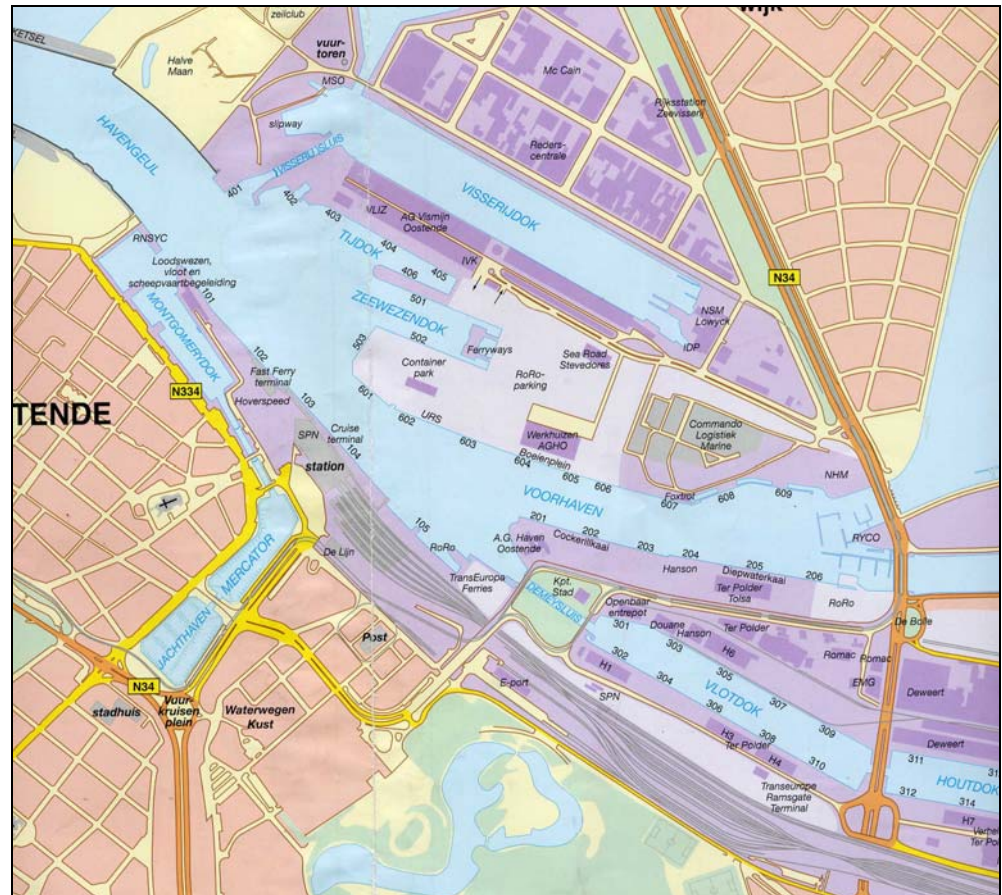 wijk
zeilclub
KETSEL
vuur-
toren
Halve
Maan
MSO
Mc Cain
Rijksstation
Zeevisserij
slipway
HAVENGEUL
VISSERIJSLUIS
Reders-
centrale
VISSERIJDOK
401
402
403
VLIZ
AG Vismijn
Oostende
TIJDOK
404
405
406
IVK
RNSYC
Loodswezen,
vloot en
scheepvaartbegeleiding
101
MONTGOMERYDOK
N34
501
ZEEWEZENDOK
502
503
Ferryways
NSM
Lowyck
IDP
Sea Road
Stevedores
Container
park
RoRo-
parking
102
Fast Ferry
terminal
Hoverspeed
N334
103
TENDE
601
602
URS
603
Werkhuizen
AGHO
Boeienplein
604
605
606
Commando
Logistiek
Marine
SPN
Cruise
terminal
104
station
NHM
Foxtrot
607
608
609
VOORHAVEN
RYCO
105
RoRo
201
202
203
204
205
206
A.G. Haven
Oostende
Cockerillkaai
Hanson
Diepwaterkaai
Ter Polder
Tolsa
RoRo
De Lijn
MERCATOR
TransEuropa
Ferries
DEMEYSLUIS
Kpt.
Stad
Openbaar
entrepot
301
Douane
303
Hanson
Ter Polder
H6
De Bolle
Romac
Romac
EMG
JACHTHAVEN
Post
302
H1
304
305
306
307
308
309
310
VLOTDOK
E-port
SPN
H3
Ter Polder
H4
Deweert
Deweert
311
312
314
HOUTDOK
H7
N34
stadhuis
Vuur-
kruisen
plein
Waterwegen
Kust
Transeurope
Ramsgate
Terminal